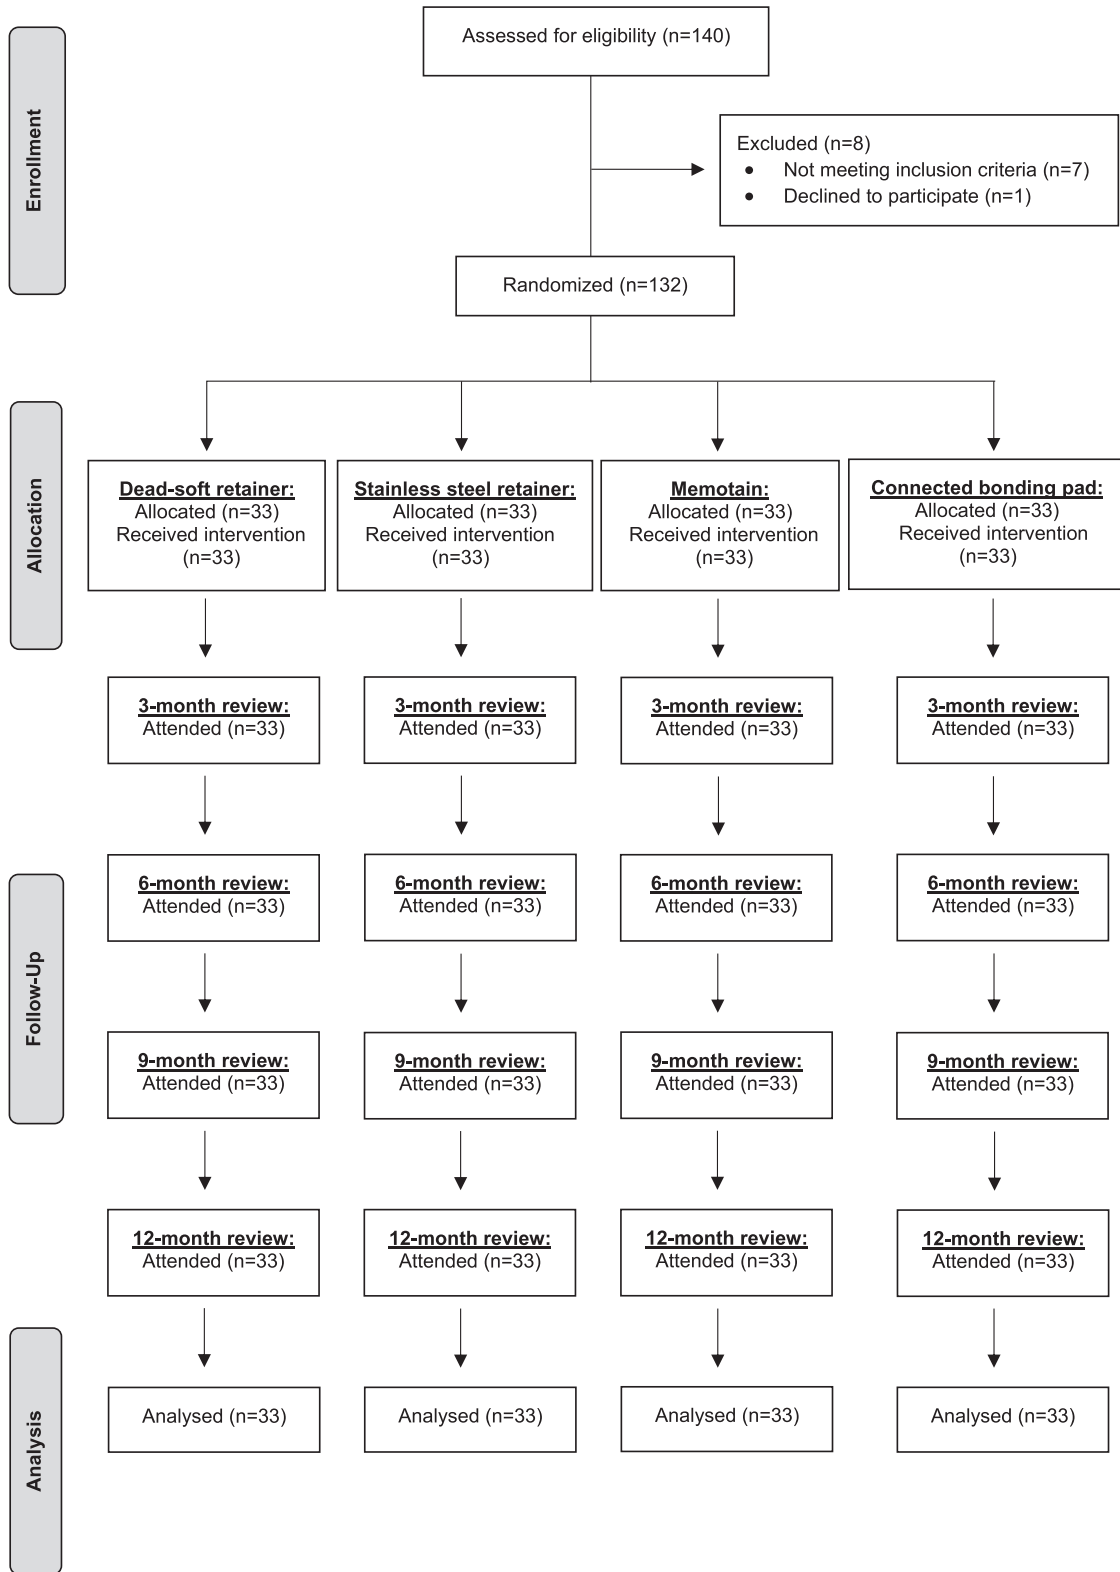 Enrollment
Assessed for eligibility (n=140)
Excluded (n=8)
• Not meeting inclusion criteria (n=7)
• Declined to participate (n=1)
Randomized (n=132)
Allocation
Dead-soft retainer:
Allocated (n=33)
Received intervention
(n=33)
Stainless steel retainer:
Allocated (n=33)
Received intervention
(n=33)
Memotain:
Allocated (n=33)
Received intervention
(n=33)
Connected bonding pad:
Allocated (n=33)
Received intervention
(n=33)
Follow-Up
3-month review:
Attended (n=33)
3-month review:
Attended (n=33)
3-month review:
Attended (n=33)
3-month review:
Attended (n=33)
6-month review:
Attended (n=33)
6-month review:
Attended (n=33)
6-month review:
Attended (n=33)
6-month review:
Attended (n=33)
9-month review:
Attended (n=33)
9-month review:
Attended (n=33)
9-month review:
Attended (n=33)
9-month review:
Attended (n=33)
12-month review:
Attended (n=33)
12-month review:
Attended (n=33)
12-month review:
Attended (n=33)
12-month review:
Attended (n=33)
Analysis
Analysed (n=33)
Analysed (n=33)
Analysed (n=33)
Analysed (n=33)